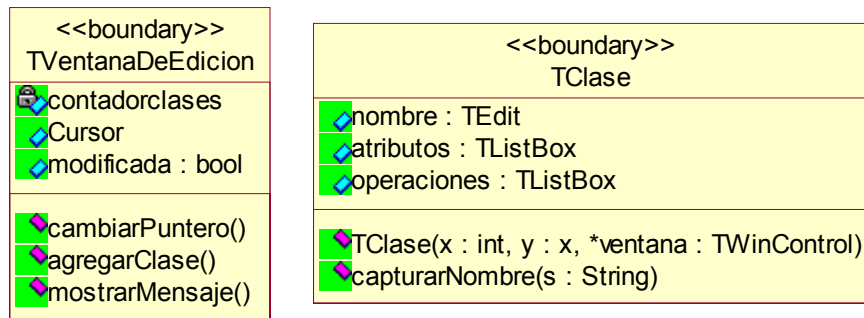 <<boundary>>
TVentanaDeEdicion
contadorclases
Cursor
modificada : bool
cambiarPuntero()
agregarClase()
mostrarMensaje()
<<boundary>>
TClase
nombre : TEdit
atributos : TListBox
operaciones : TListBox
TClase(x : int, y : x, *ventana : TWinControl)
capturarNombre(s : String)